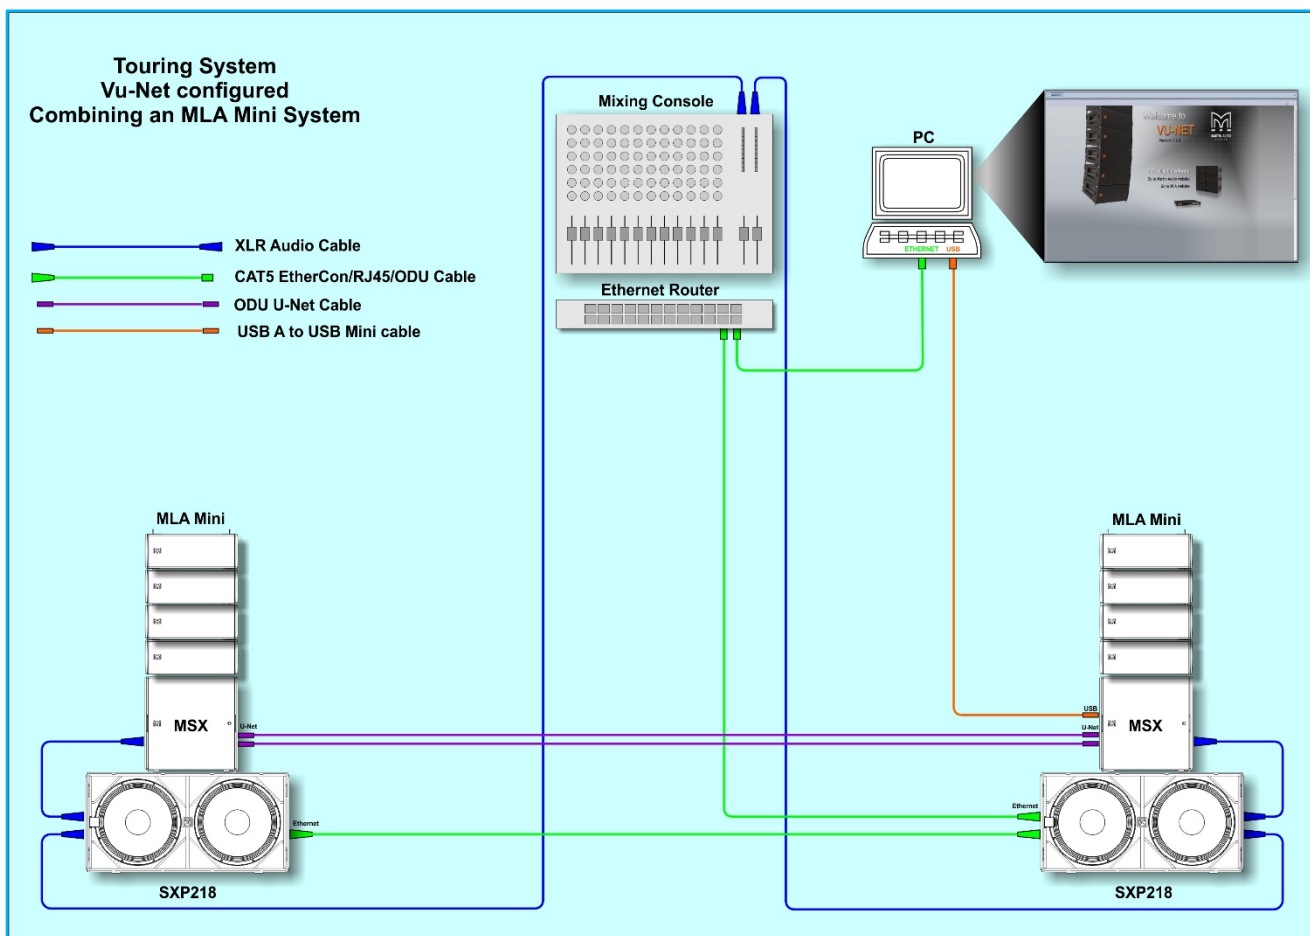 Touring System
Vu-Net configured
Combining an MLA Mini System
Mixing Console
PC
Welcome to
VU-NET
XLR Audio Cable
CAT5 EtherCon/RJ45/ODU Cable
ODU U-Net Cable
USB A to USB Mini cable
ETHERNET USB
Ethernet Router
MLA Mini
MLA Mini
MSX
U-Net
USB
U-Net
MSX
Ethernet
Ethernet
SXP218
SXP218